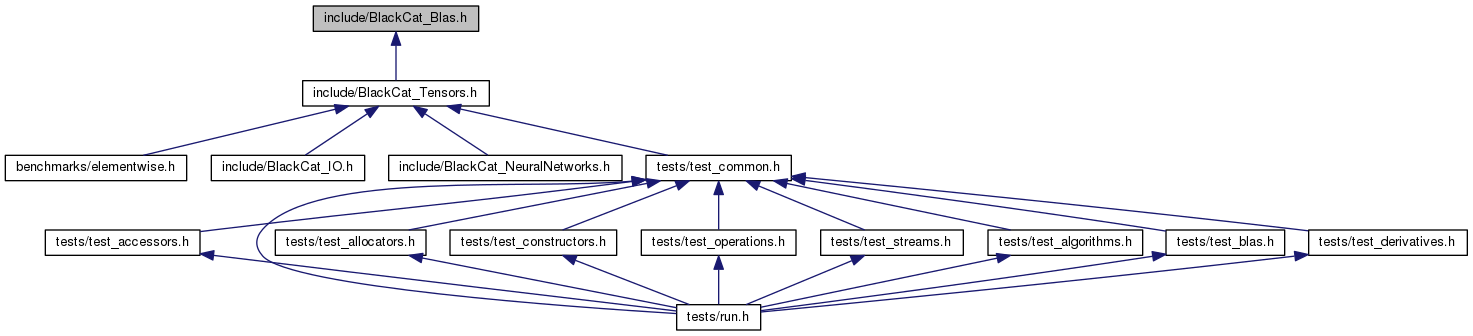 include/BlackCat_Blas.h
include/BlackCat_Tensors.h
benchmarks/elementwise.h
include/BlackCat_IO.h
include/BlackCat_NeuralNetworks.h
tests/test_common.h
tests/test_accessors.h
tests/test_allocators.h
tests/test_constructors.h
tests/test_operations.h
tests/test_streams.h
tests/test_algorithms.h
tests/test_blas.h
tests/test_derivatives.h
tests/run.h